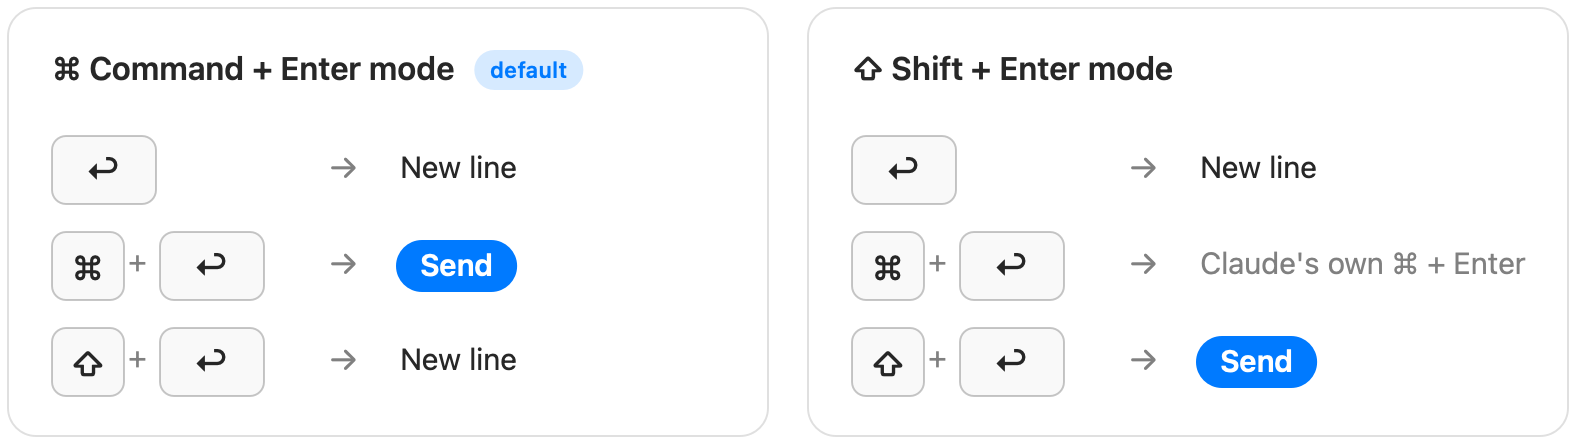 ⌘ Command + Enter mode default
↩ → New line
⌘ + ↩ → Send
⇧ + ↩ → New line
⇧ Shift + Enter mode
↩ → New line
⌘ + ↩ → Claude's own ⌘ + Enter
⇧ + ↩ → Send